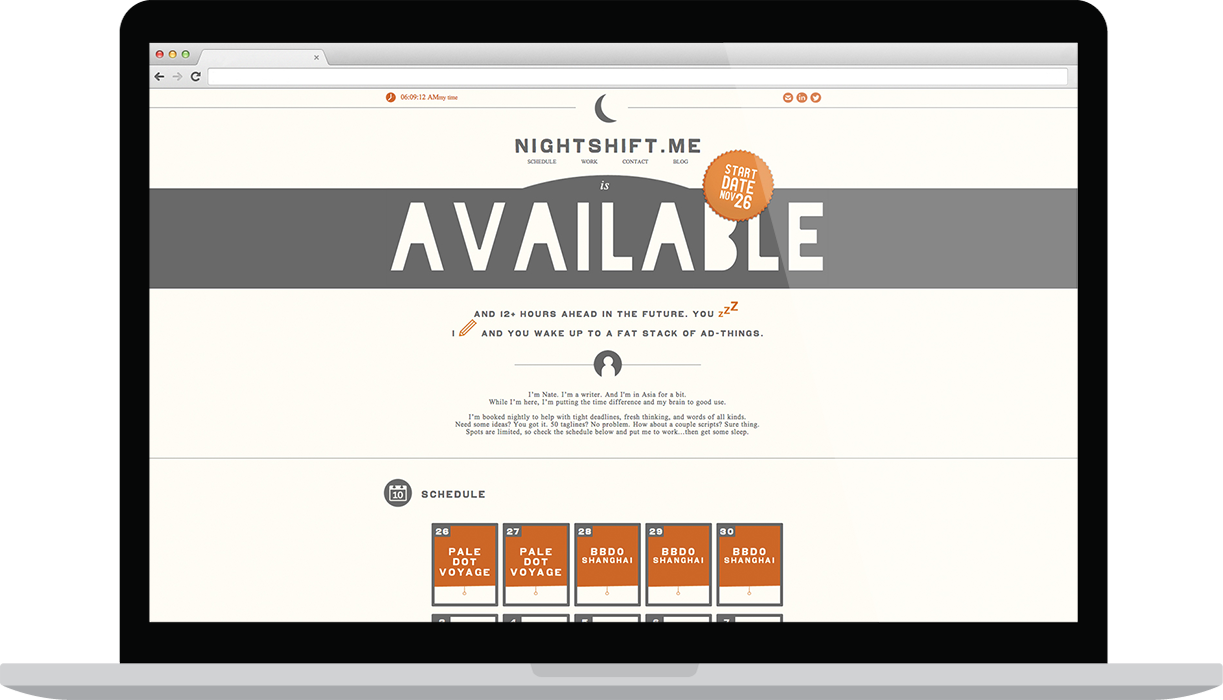 06:09:12 AM my time
NIGHTSHIFT.ME
SCHEDULE WORK CONTACT BLOG
is
START
DATE
NOV 26
AVAILABLE
AND 12+ HOURS AHEAD IN THE FUTURE. YOU zzZ
I AND YOU WAKE UP TO A FAT STACK OF AD-THINGS.
I'm Nate. I'm a writer. And I'm in Asia for a bit.
While I'm here, I'm putting the time difference and my brain to good use.
I'm booked nightly to help with tight deadlines, fresh thinking, and words of all kinds.
Need some ideas? You got it. 50 taglines? No problem. How about a couple scripts? Sure thing.
Spots are limited, so check the schedule below and put me to work...then get some sleep.
10 SCHEDULE
26 27 28 29 30
PALE PALE BBDO BBDO BBDO
DOT DOT SHANGHAI SHANGHAI SHANGHAI
VOYAGE VOYAGE